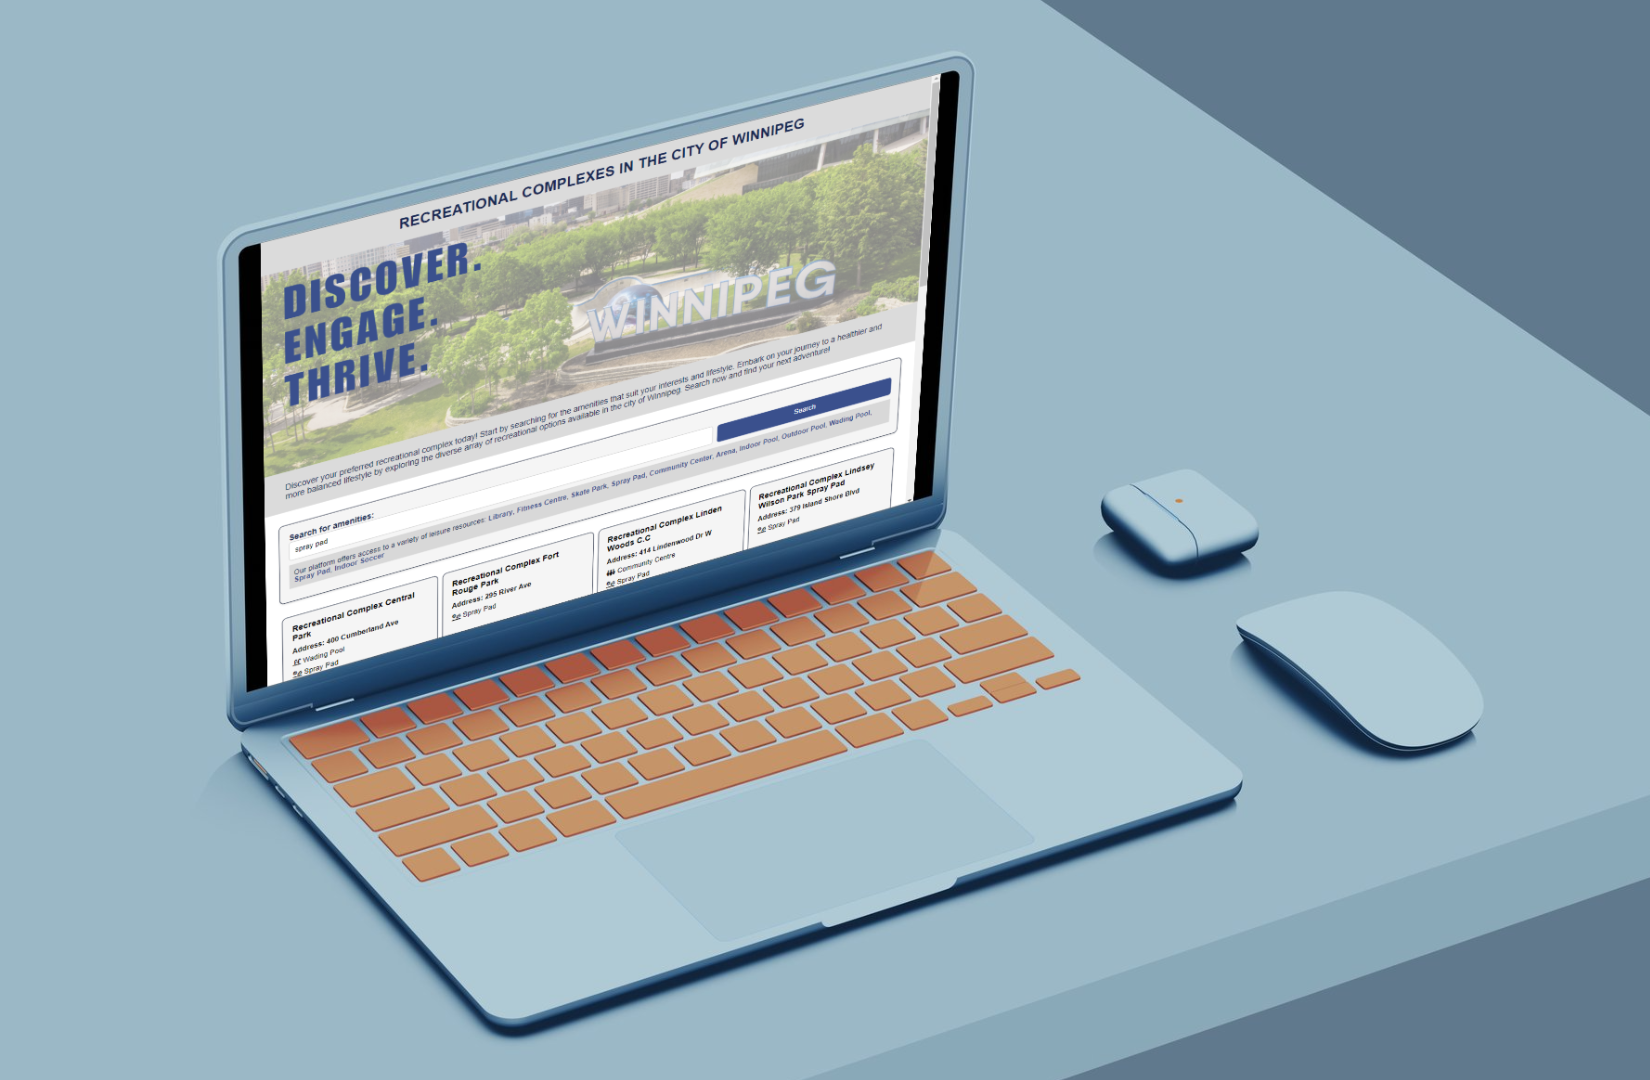 RECREATIONAL COMPLEXES IN THE CITY OF WINNIPEG
DISCOVER.
ENGAGE.
THRIVE.
WINNIPEG
Discover your preferred recreational complex today! Start by searching for the amenities that suit your interests and lifestyle. Embark on your journey to a healthier and
more balanced lifestyle by exploring the diverse array of recreational options available in the city of Winnipeg. Search now and find your next adventure!
Search for amenities:
spray pad
Search
Our platform offers access to a variety of leisure resources: Library, Fitness Centre, Skate Park, Spray Pad, Community Center, Arena, Indoor Pool, Outdoor Pool, Wading Pool,
Spray Pad, Indoor Soccer
Recreational Complex Central
Park
Address: 400 Cumberland Ave
Wading Pool
Spray Pad
Recreational Complex Fort
Rouge Park
Address: 295 River Ave
Spray Pad
Recreational Complex Linden
Woods C.C
Address: 414 Lindenwood Dr W
Community Centre
Spray Pad
Recreational Complex Lindsey
Wilson Park Spray Pad
Address: 379 Island Shore Blvd
Spray Pad